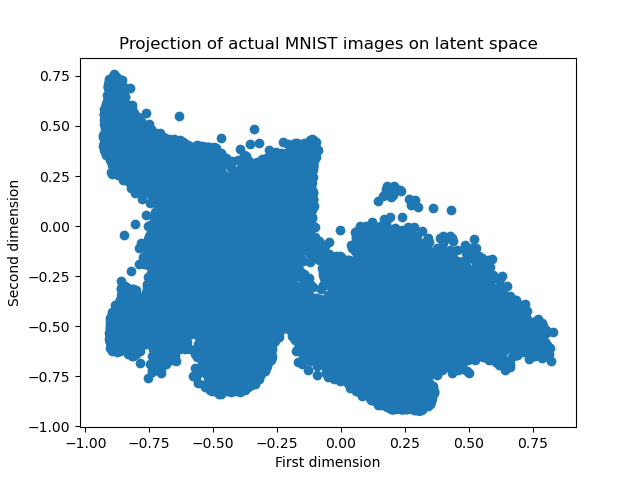 Projection of actual MNIST images on latent space
0.75
0.50
0.25
0.00
−0.25
−0.50
−0.75
−1.00
Second dimension
−1.00 −0.75 −0.50 −0.25 0.00 0.25 0.50 0.75
First dimension